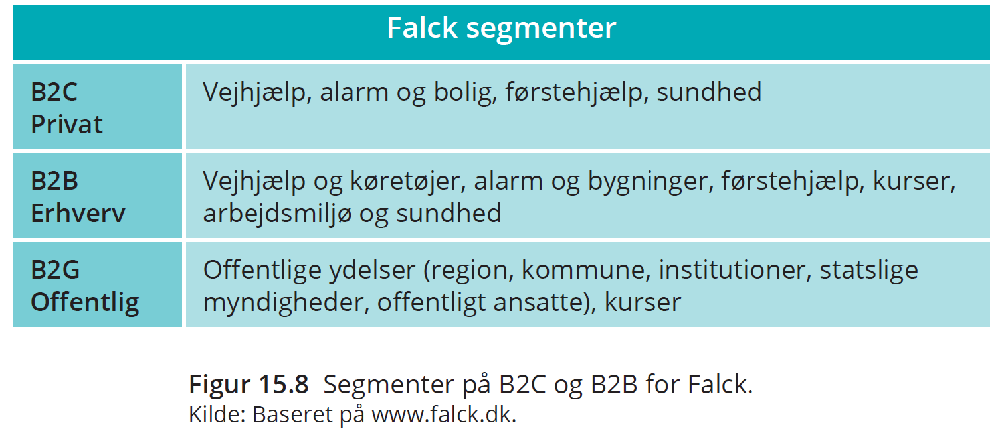 Falck segmenter
B2C
Privat
Vejhjælp, alarm og bolig, førstehjælp, sundhed
B2B
Erhverv
Vejhjælp og køretøjer, alarm og bygninger, førstehjælp, kurser,
arbejdsmiljø og sundhed
B2G
Offentlig
Offentlige ydelser (region, kommune, institutioner, statslige
myndigheder, offentligt ansatte), kurser
Figur 15.8 Segmenter på B2C og B2B for Falck.
Kilde: Baseret på www.falck.dk.